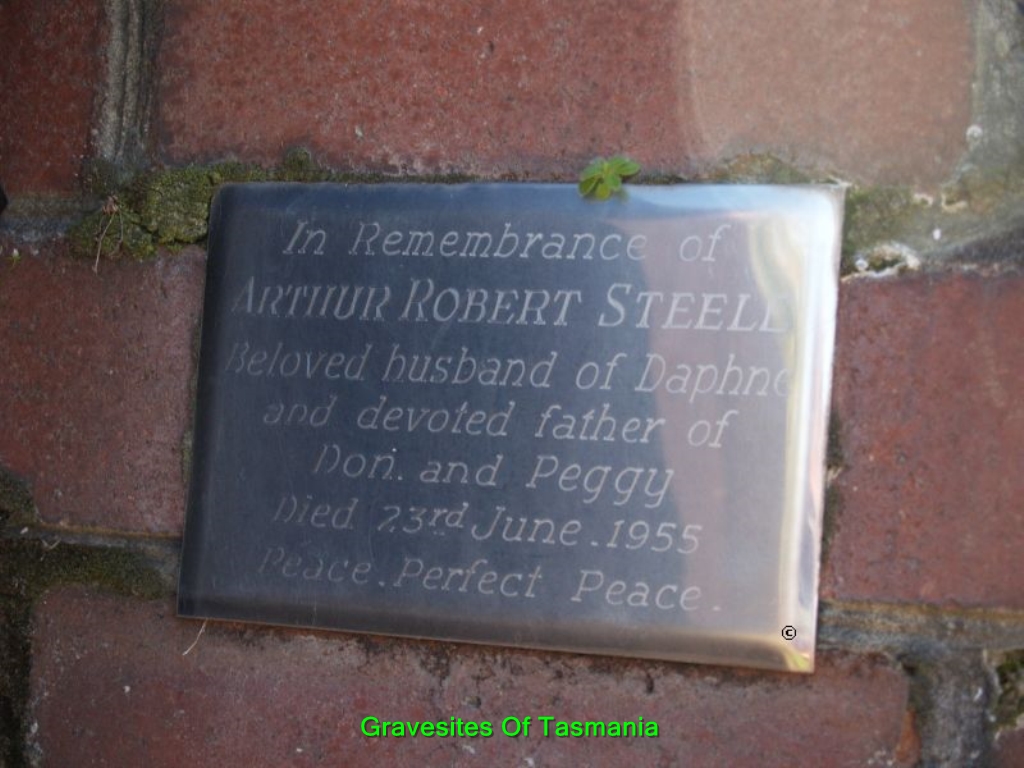 In Remembrance of
ARTHUR ROBERT STEELE
Beloved husband of Daphne
and devoted father of
Don. and Peggy
Died 23rd June. 1955
Peace. Perfect Peace.
©
Gravesites Of Tasmania